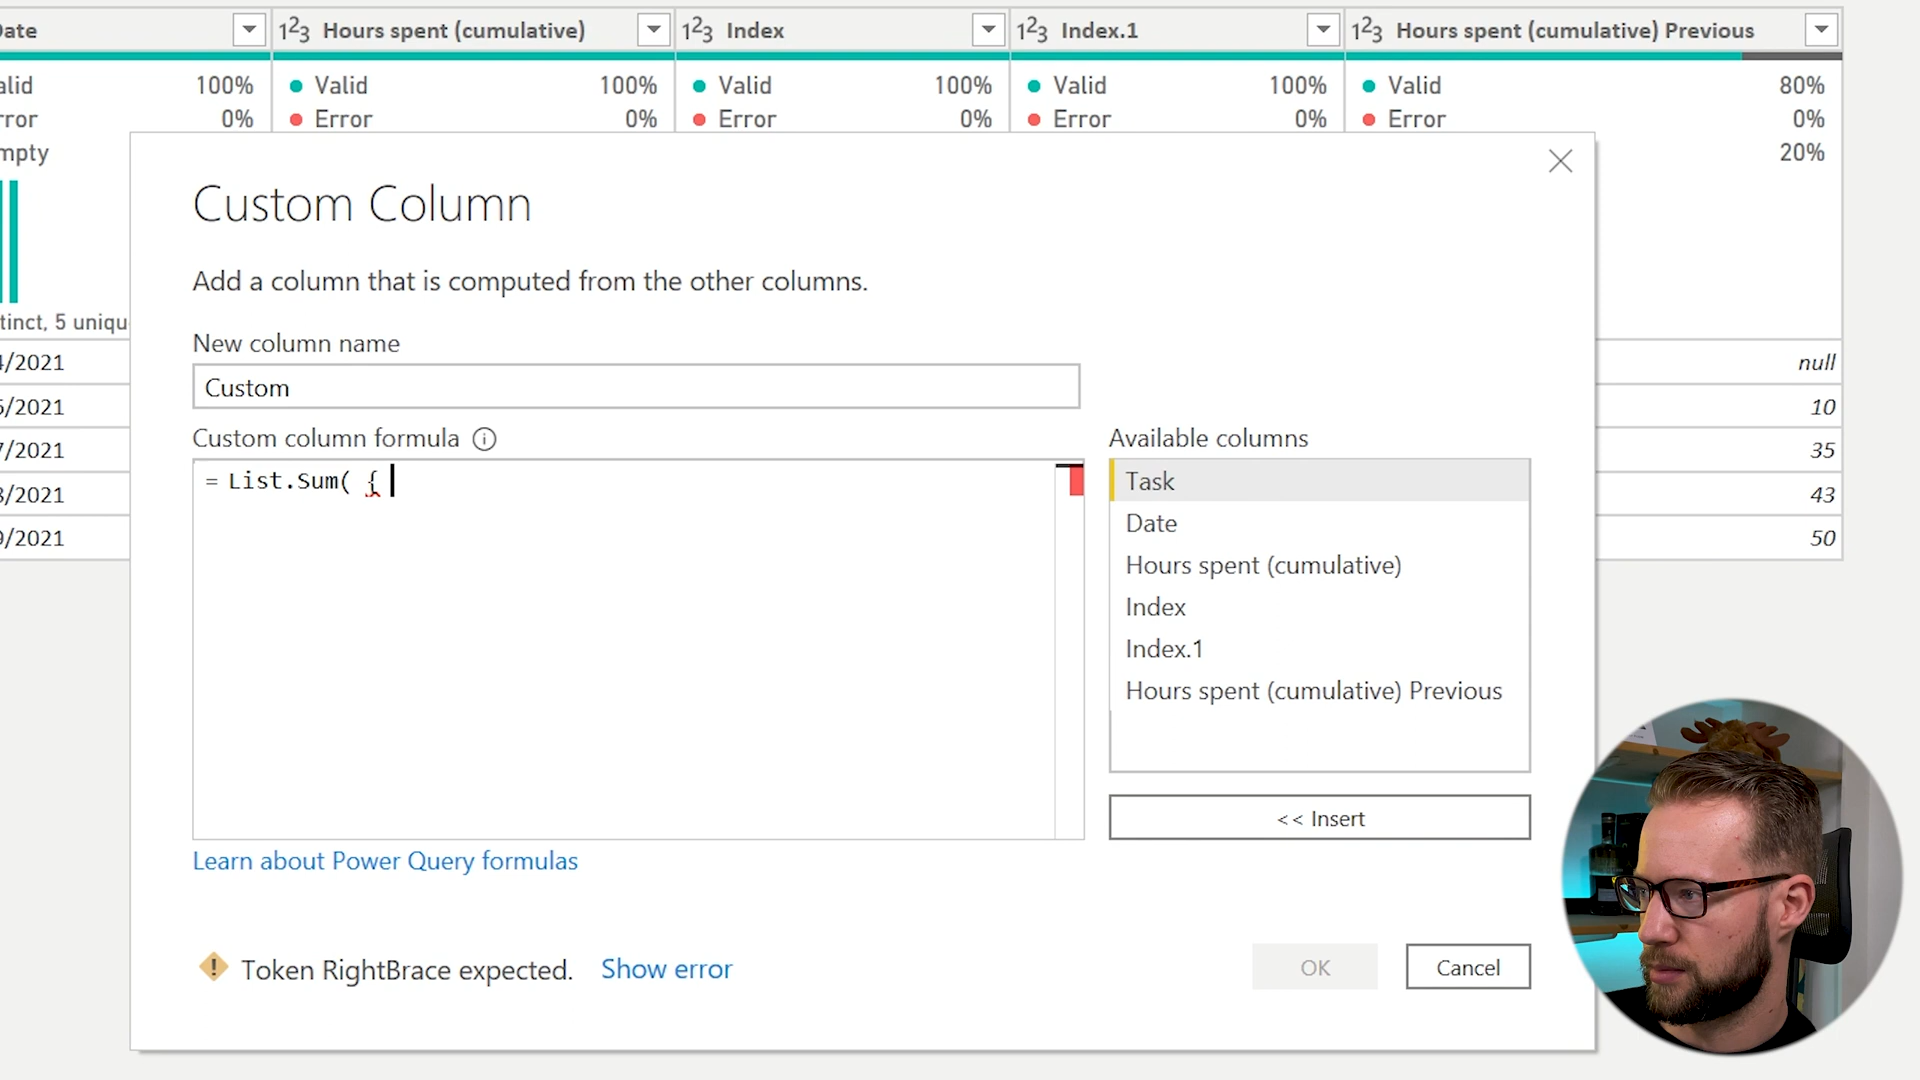 Date
123 Hours spent (cumulative)
123 Index
123 Index.1
123 Hours spent (cumulative) Previous
alid 100%
Valid 100%
Valid 100%
Valid 100%
Valid 80%
rror 0%
Error 0%
Error 0%
Error 0%
Error 0%
mpty
20%
tinct, 5 uniqu
4/2021
/2021
7/2021
8/2021
9/2021
null
10
35
43
50
Custom Column
Add a column that is computed from the other columns.
New column name
Custom
Custom column formula
= List.Sum( {
Available columns
Task
Date
Hours spent (cumulative)
Index
Index.1
Hours spent (cumulative) Previous
<< Insert
Learn about Power Query formulas
Token RightBrace expected. Show error
OK
Cancel